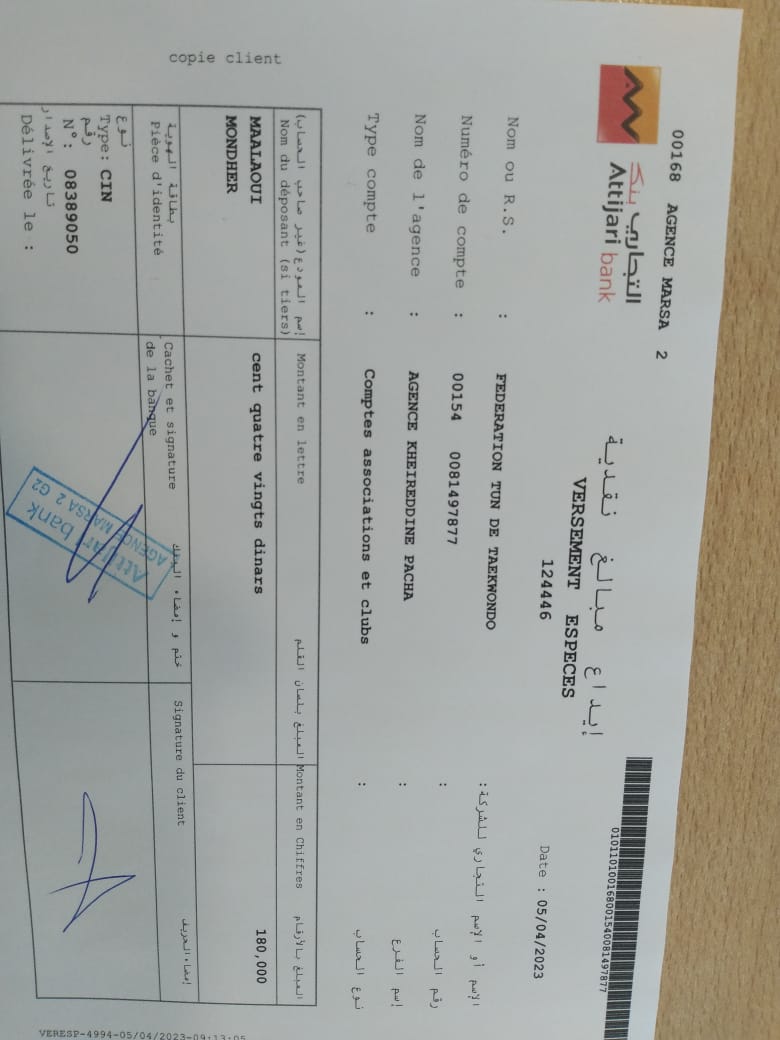 00168 AGENCE MARSA 2
التجاري بنك
Attijari bank
إيداع مبالغ نقدية
VERSEMENT ESPECES
124446
Date : 05/04/2023
010110100168001540081497877
Nom ou R.S. : FEDERATION TUN DE TAEKWONDO الإسم أو الإسم التجاري للشركة :
Numéro de compte : 00154 0081497877 رقم الحساب :
Nom de l'agence : AGENCE KHEIREDDINE PACHA إسم الفرع :
Type compte : Comptes associations et clubs نوع الحساب :
copie client
إسم المودع (غير صاحب الحساب)
Nom du déposant (si tiers)
Montant en lettre المبلغ بلسان القلم
Montant en Chiffres المبلغ بالأرقام
MAALAOUI
MONDHER
cent quatre vingts dinars
180,000
بطاقة الهوية
Pièce d'identité
Cachet et signature
de la banque
ختم و إمضاء البنك
Signature du client إمضاء الحريف
نوع
Type: CIN
رقم
N° : 08389050
تاريخ الإصدار
Délivrée le :
Attijari bank
AGENCE MARSA 2 G2
VERESP-4994-05/04/2023-09:13:05